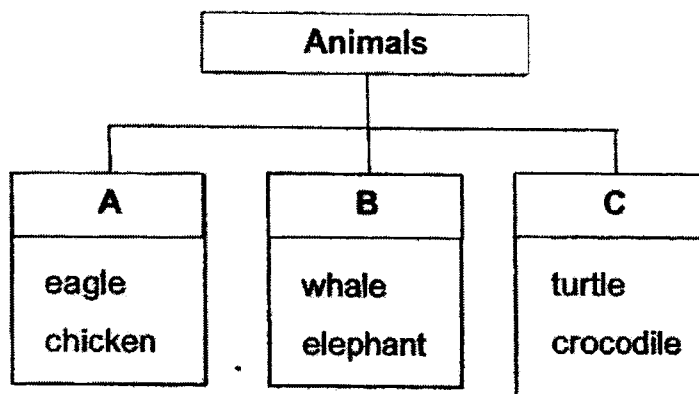 Animals
A
B
C
eagle
chicken
whale
elephant
turtle
crocodile